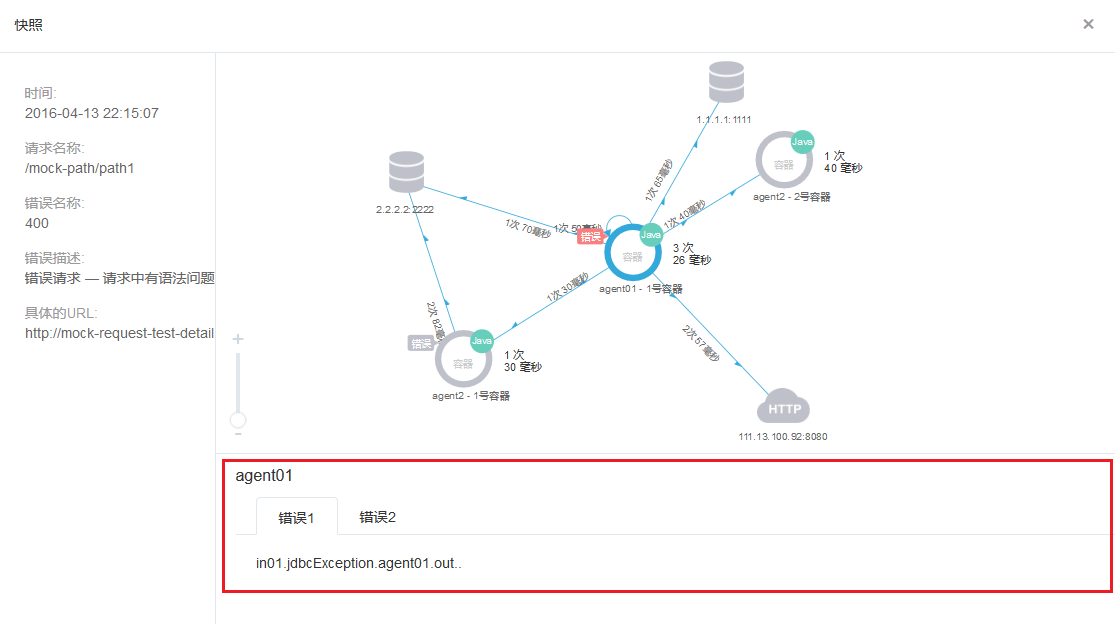 快照
×
时间:
2016-04-13 22:15:07
请求名称:
/mock-path/path1
错误名称:
400
错误描述:
错误请求 — 请求中有语法问题
具体的URL:
http://mock-request-test-detail
1.1.1.1:1111
Java
容器
1 次
40 毫秒
agent2 - 2号容器
2.2.2.2:2222
1次 65毫秒
1次 40毫秒
1次 70毫秒
1次 50毫秒
错误
Java
容器
3 次
26 毫秒
agent01 - 1号容器
1次 30毫秒
2次 82毫
2次 57毫秒
错误
Java
容器
1 次
30 毫秒
agent2 - 1号容器
HTTP
111.13.100.92:8080
agent01
错误1
错误2
in01.jdbcException.agent01.out..